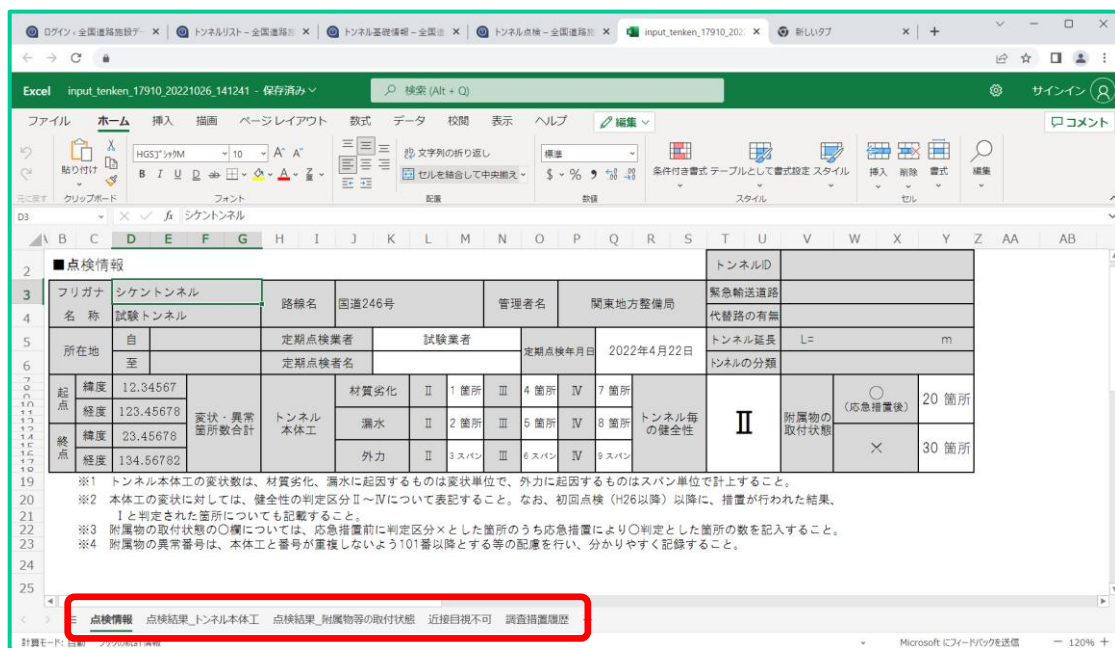 ログイン - 全国道路施設デー トンネルリスト – 全国道路施 トンネル基礎情報 – 全国道 トンネル点検 – 全国道路施 input_tenken_17910_202 新しいタブ
Excel input_tenken_17910_20221026_141241 - 保存済み 検索 (Alt + Q) サインイン
ファイル ホーム 挿入 描画 ページ レイアウト 数式 データ 校閲 表示 ヘルプ 編集 コメント
貼り付け HGSｺﾞｼｯｸM 10 A A 文字列の折り返し 標準 条件付き書式 テーブルとして書式設定 スタイル 挿入 削除 書式 編集
B I U D ab A セルを結合して中央揃え $ % 9
元に戻す クリップボード フォント 配置 数値 スタイル セル
D3 fx シケントンネル
B C D E F G H I J K L M N O P Q R S T U V W X Y Z AA AB
2 ■点検情報 トンネルID
3 フリガナ シケントンネル 路線名 国道246号 管理者名 関東地方整備局 緊急輸送道路
4 名 称 試験トンネル 代替路の有無
5 所在地 自 定期点検業者 試験業者 定期点検年月日 2022年4月22日 トンネル延長 L= m
6 至 定期点検者名 トンネルの分類
起点 緯度 12.34567 変状・異常箇所数合計 トンネル本体工 材質劣化 Ⅱ 1 箇所 Ⅲ 4 箇所 Ⅳ 7 箇所 トンネル毎の健全性 Ⅱ 附属物の取付状態 〇(応急措置後) 20 箇所
経度 123.45678 漏水 Ⅱ 2 箇所 Ⅲ 5 箇所 Ⅳ 8 箇所
終点 緯度 23.45678 × 30 箇所
経度 134.56782 外力 Ⅱ 3 スパン Ⅲ 6 スパン Ⅳ 9 スパン
19 ※1 トンネル本体工の変状数は、材質劣化、漏水に起因するものは変状単位で、外力に起因するものはスパン単位で計上すること。
20 ※2 本体工の変状に対しては、健全性の判定区分Ⅱ～Ⅳについて表記すること。なお、初回点検（H26以降）以降に、措置が行われた結果、
21 Ⅰと判定された箇所についても記載すること。
22 ※3 附属物の取付状態の〇欄については、応急措置前に判定区分×とした箇所のうち応急措置により〇判定とした箇所の数を記入すること。
23 ※4 附属物の異常番号は、本体工と番号が重複しないよう101番以降とする等の配慮を行い、分かりやすく記録すること。
24
25
点検情報 点検結果_トンネル本体工 点検結果_附属物等の取付状態 近接目視不可 調査措置履歴
計算モード: 自動 ブックの統計情報 Microsoft にフィードバックを送信 120%